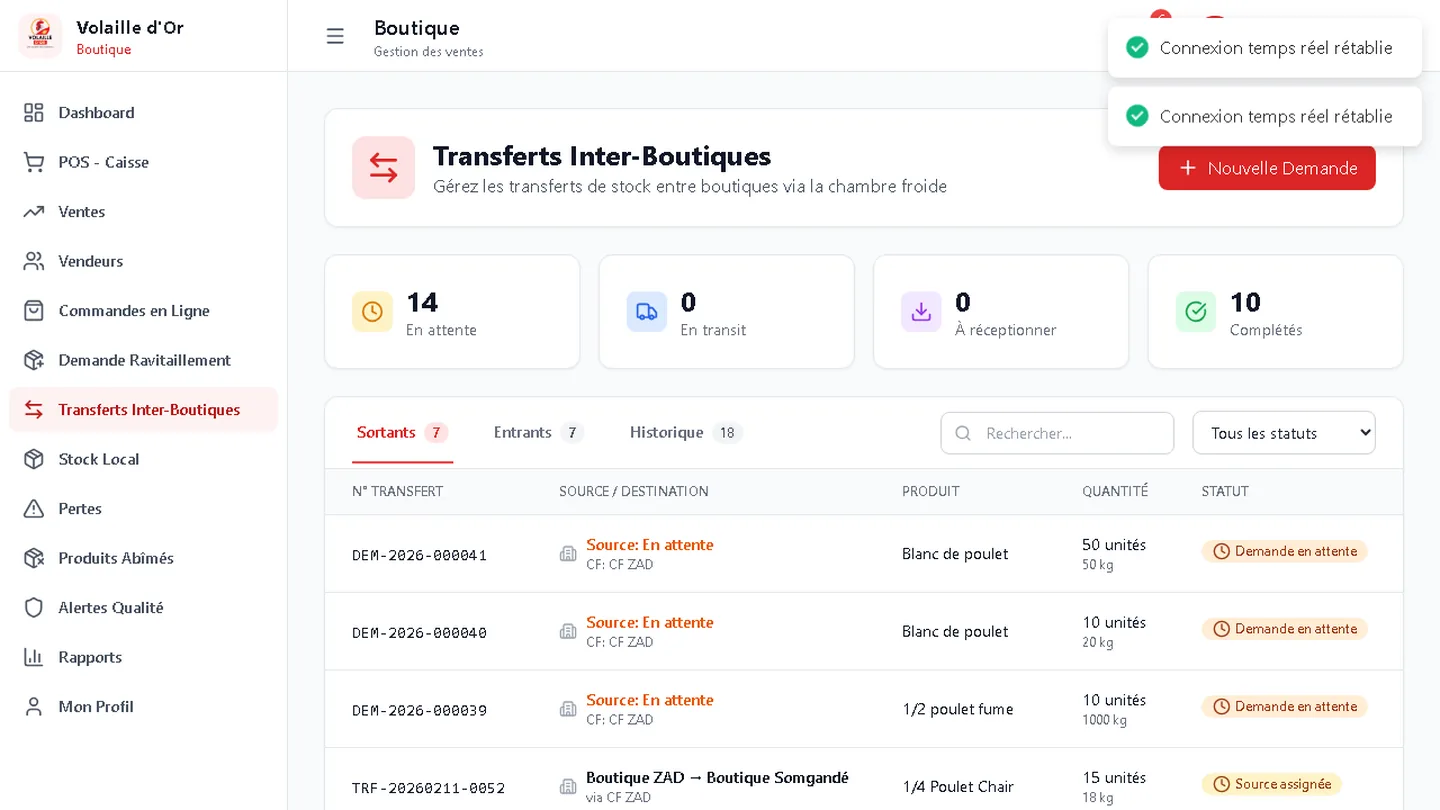 Volaille d'Or
Boutique
Dashboard
POS - Caisse
Ventes
Vendeurs
Commandes en Ligne
Demande Ravitaillement
Transferts Inter-Boutiques
Stock Local
Pertes
Produits Abîmés
Alertes Qualité
Rapports
Mon Profil
Boutique
Gestion des ventes
Connexion temps réel rétablie
Connexion temps réel rétablie
Transferts Inter-Boutiques
Gérez les transferts de stock entre boutiques via la chambre froide
Nouvelle Demande
14
En attente
0
En transit
0
À réceptionner
10
Complétés
Sortants 7
Entrants 7
Historique 18
Rechercher...
Tous les statuts
N° TRANSFERT SOURCE / DESTINATION PRODUIT QUANTITÉ STATUT
DEM-2026-000041 Source: En attente Blanc de poulet 50 unités Demande en attente
CF: CF ZAD 50 kg
DEM-2026-000040 Source: En attente Blanc de poulet 10 unités Demande en attente
CF: CF ZAD 20 kg
DEM-2026-000039 Source: En attente 1/2 poulet fume 10 unités Demande en attente
CF: CF ZAD 1000 kg
TRF-20260211-0052 Boutique ZAD → Boutique Somgandé 1/4 Poulet Chair 15 unités Source assignée
via CF ZAD 18 kg